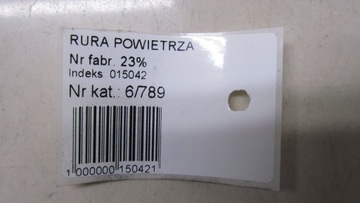 RURA POWIETRZA
Nr fabr. 23%
Indeks 015042
Nr kat.: 6/789
1 000000 150421